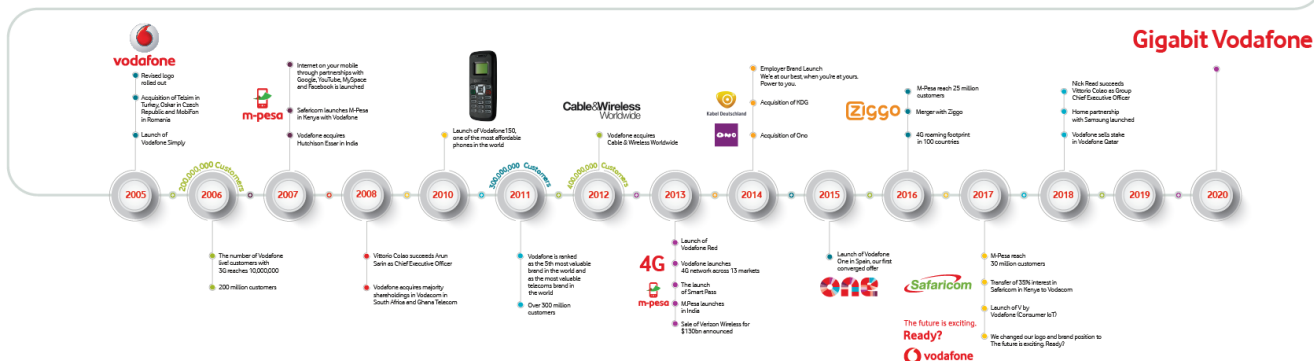 Gigabit Vodafone
vodafone
Revised logo
rolled out
Acquisition of Telsim in
Turkey, Oskar in Czech
Republic and MobiFon
in Romania
Launch of
Vodafone Simply
2005
200,000,000 Customers
2006
The number of Vodafone
live! customers with
3G reaches 10,000,000
200 million customers
Internet on your mobile
through partnerships with
Google, YouTube, MySpace
and Facebook is launched
m-pesa
Safaricom launches M-Pesa
in Kenya with Vodafone
Vodafone acquires
Hutchison Essar in India
2007
2008
Vittorio Colao succeeds Arun
Sarin as Chief Executive Officer
Vodafone acquires majority
shareholdings in Vodacom in
South Africa and Ghana Telecom
Launch of Vodafone 150,
one of the most affordable
phones in the world
2010
300,000,000 Customers
2011
Vodafone is ranked
as the 5th most valuable
brand in the world and
as the most valuable
telecoms brand in
the world
Over 300 million
customers
Cable&Wireless
Worldwide
Vodafone acquires
Cable & Wireless Worldwide
400,000,000 Customers
2012
2013
Launch of
Vodafone Red
4G
Vodafone launches
4G network across 13 markets
The launch
of Smart Pass
m-pesa
M.Pesa launches
in India
Sale of Verizon Wireless for
$130bn announced
Employer Brand Launch
We're at our best, when you're at yours.
Power to you.
Kabel Deutschland
Acquisition of KDG
ono
Acquisition of Ono
2014
2015
Launch of Vodafone
One in Spain, our first
converged offer
one
M-Pesa reach 25 million
customers
ziggo
Merger with Ziggo
4G roaming footprint
in 100 countries
2016
2017
M-Pesa reach
30 million customers
Safaricom
Transfer of 35% interest in
Safaricom in Kenya to Vodacom
Launch of V by
Vodafone (Consumer IoT)
The future is exciting.
Ready?
vodafone
We changed our logo and brand position to
The future is exciting. Ready?
Nick Read succeeds
Vittorio Colao as Group
Chief Executive Officer
Home partnership
with Samsung launched
Vodafone sells stake
in Vodafone Qatar
2018
2019
2020